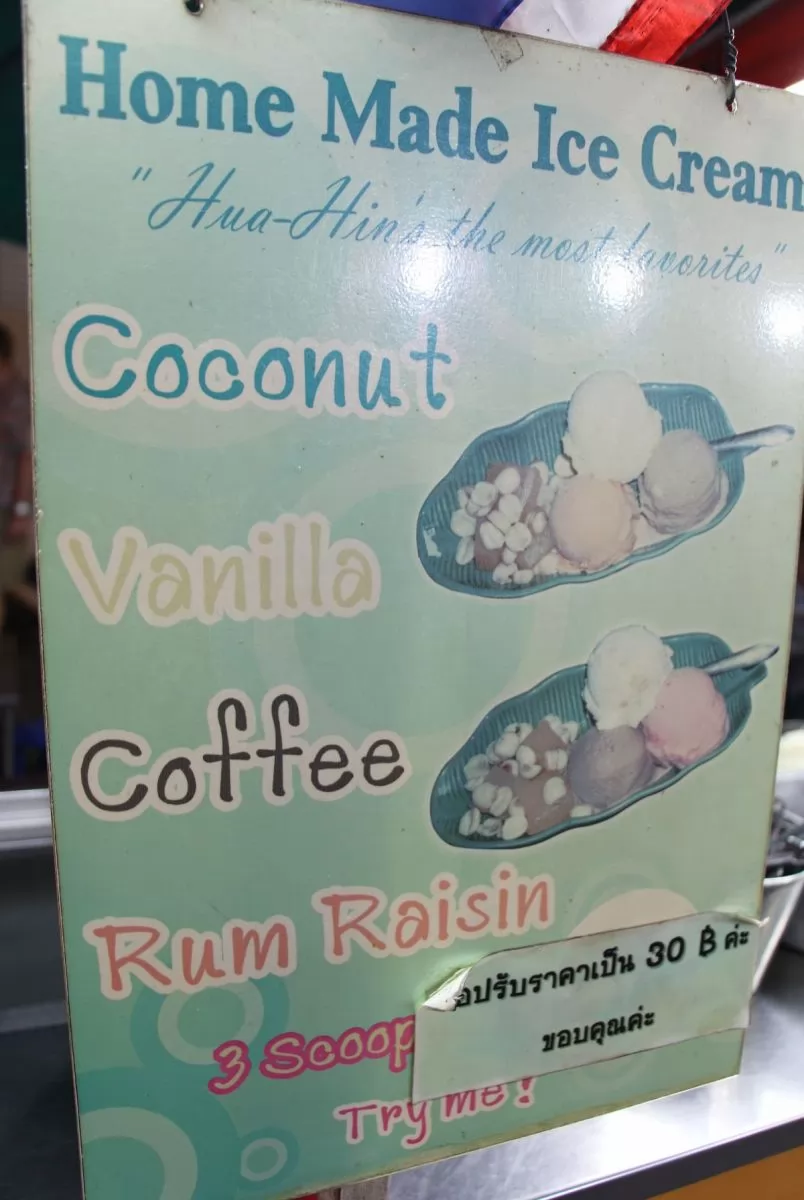 Home Made Ice Cream
"Hua-Hin's the most favorites"
Coconut
Vanilla
Coffee
Rum Raisin
อปรับราคาเป็น 30 ฿ ค่ะ
ขอบคุณค่ะ
3 Scoop
Try me!